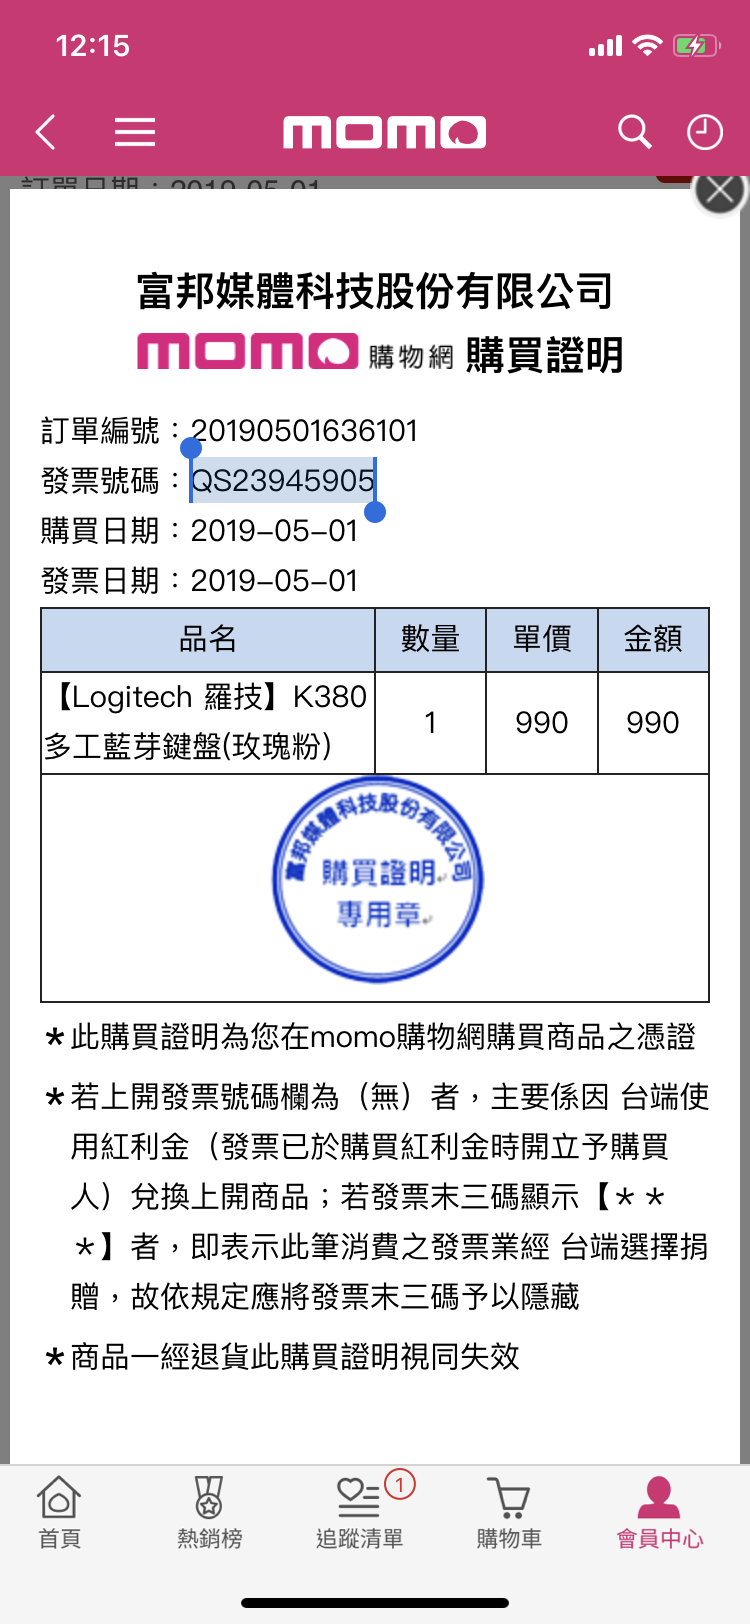 12:15
momo
訂單日期：2019-05-01
富邦媒體科技股份有限公司
momo 購物網 購買證明
訂單編號：20190501636101
發票號碼：QS23945905
購買日期：2019-05-01
發票日期：2019-05-01
品名 數量 單價 金額
【Logitech 羅技】K380
多工藍芽鍵盤(玫瑰粉) 1 990 990
富邦媒體科技股份有限公司
購買證明
專用章
＊此購買證明為您在momo購物網購買商品之憑證
＊若上開發票號碼欄為（無）者，主要係因 台端使
用紅利金（發票已於購買紅利金時開立予購買
人）兌換上開商品；若發票末三碼顯示【＊＊
＊】者，即表示此筆消費之發票業經 台端選擇捐
贈，故依規定應將發票末三碼予以隱藏
＊商品一經退貨此購買證明視同失效
1
首頁 熱銷榜 追蹤清單 購物車 會員中心